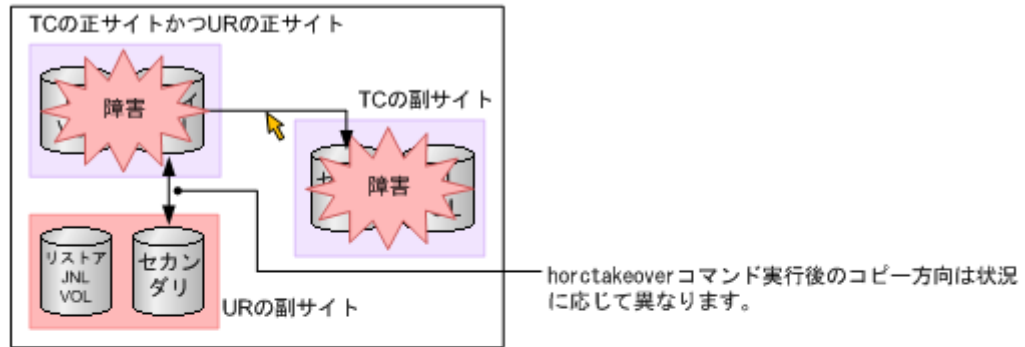 TCの正サイトかつURの正サイト
障害
TCの副サイト
障害
リストア
JNL
VOL
セカン
ダリ
URの副サイト
horctakeoverコマンド実行後のコピー方向は状況
に応じて異なります。